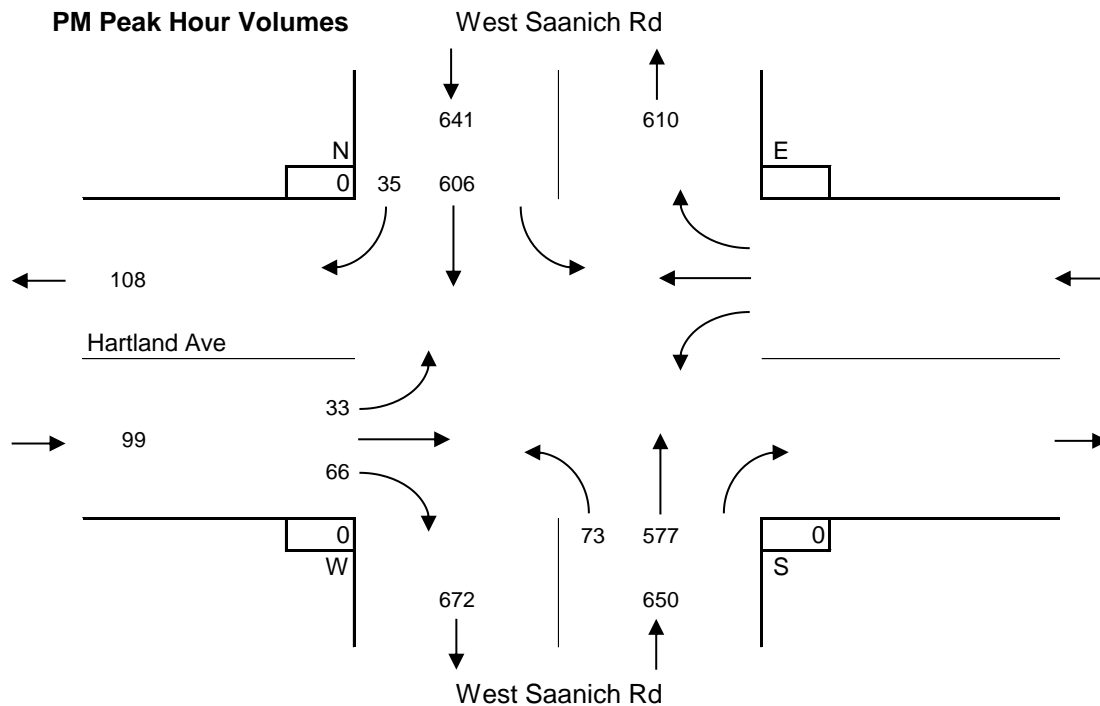 PM Peak Hour Volumes West Saanich Rd
641 610
N E
0 35 606
108
Hartland Ave
33
99
66
0 73 577 0
W S
672 650
West Saanich Rd